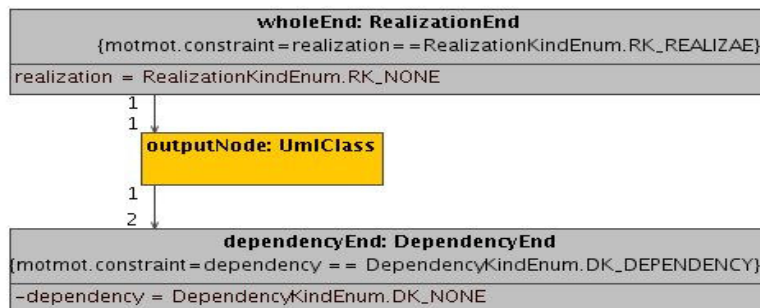 wholeEnd: RealizationEnd
{motmot.constraint=realization==RealizationKindEnum.RK_REALIZAE}
realization = RealizationKindEnum.RK_NONE
1
1
outputNode: UmlClass
1
2
dependencyEnd: DependencyEnd
{motmot.constraint=dependency == DependencyKindEnum.DK_DEPENDENCY}
-dependency = DependencyKindEnum.DK_NONE